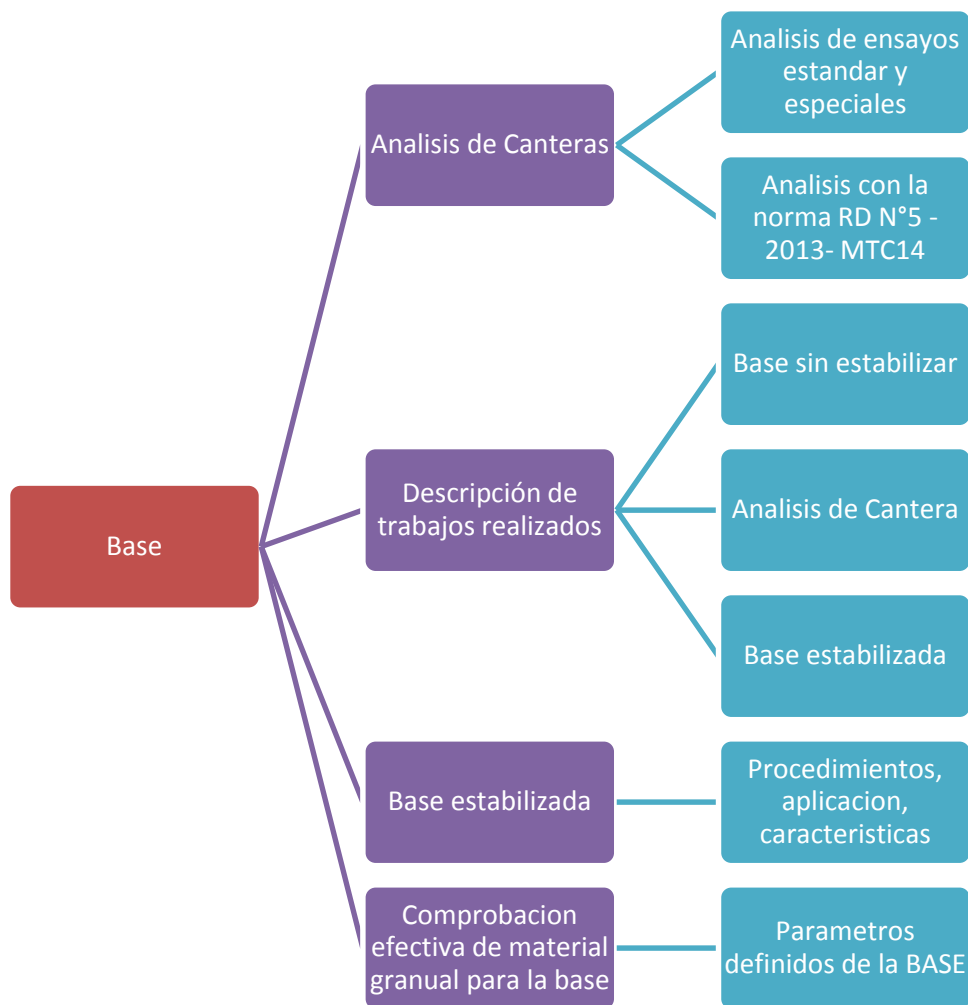 Base
Analisis de Canteras
Analisis de ensayos
estandar y
especiales
Analisis con la
norma RD N°5 -
2013- MTC14
Descripción de
trabajos realizados
Base sin estabilizar
Analisis de Cantera
Base estabilizada
Base estabilizada
Procedimientos,
aplicacion,
caracteristicas
Comprobacion
efectiva de material
granual para la base
Parametros
definidos de la BASE